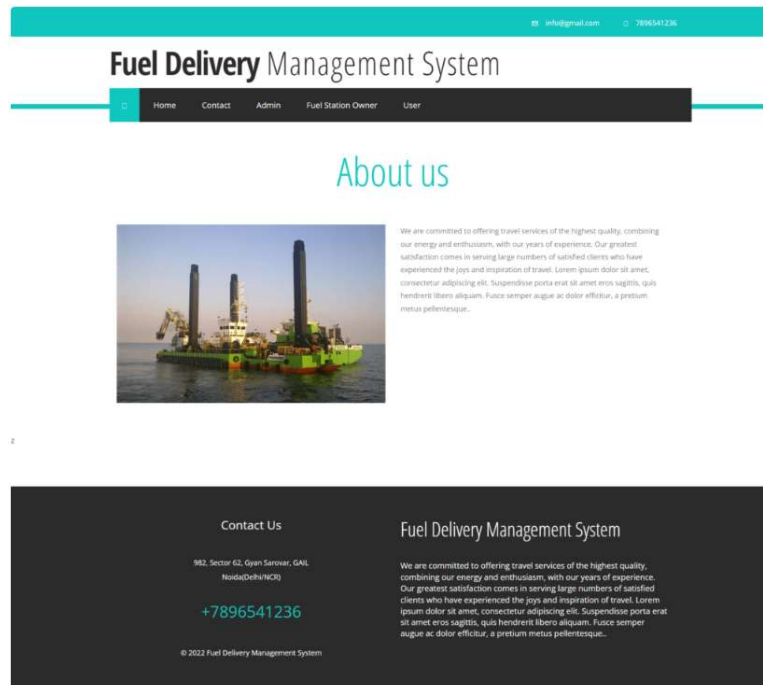 info@gmail.com 7896541236
Fuel Delivery Management System
Home Contact Admin Fuel Station Owner User
About us
We are committed to offering travel services of the highest quality, combining
our energy and enthusiasm, with our years of experience. Our greatest
satisfaction comes in serving large numbers of satisfied clients who have
experienced the joys and inspiration of travel. Lorem ipsum dolor sit amet,
consectetur adipiscing elit. Suspendisse porta erat sit amet eros sagittis, quis
hendrerit libero aliquam. Fusce semper augue ac dolor efficitur, a pretium
metus pellentesque..
Contact Us
982, Sector 62, Gyan Sarovar, GAIL
Noida(Delhi/NCR)
+7896541236
© 2022 Fuel Delivery Management System
Fuel Delivery Management System
We are committed to offering travel services of the highest quality,
combining our energy and enthusiasm, with our years of experience.
Our greatest satisfaction comes in serving large numbers of satisfied
clients who have experienced the joys and inspiration of travel. Lorem
ipsum dolor sit amet, consectetur adipiscing elit. Suspendisse porta erat
sit amet eros sagittis, quis hendrerit libero aliquam. Fusce semper
augue ac dolor efficitur, a pretium metus pellentesque..